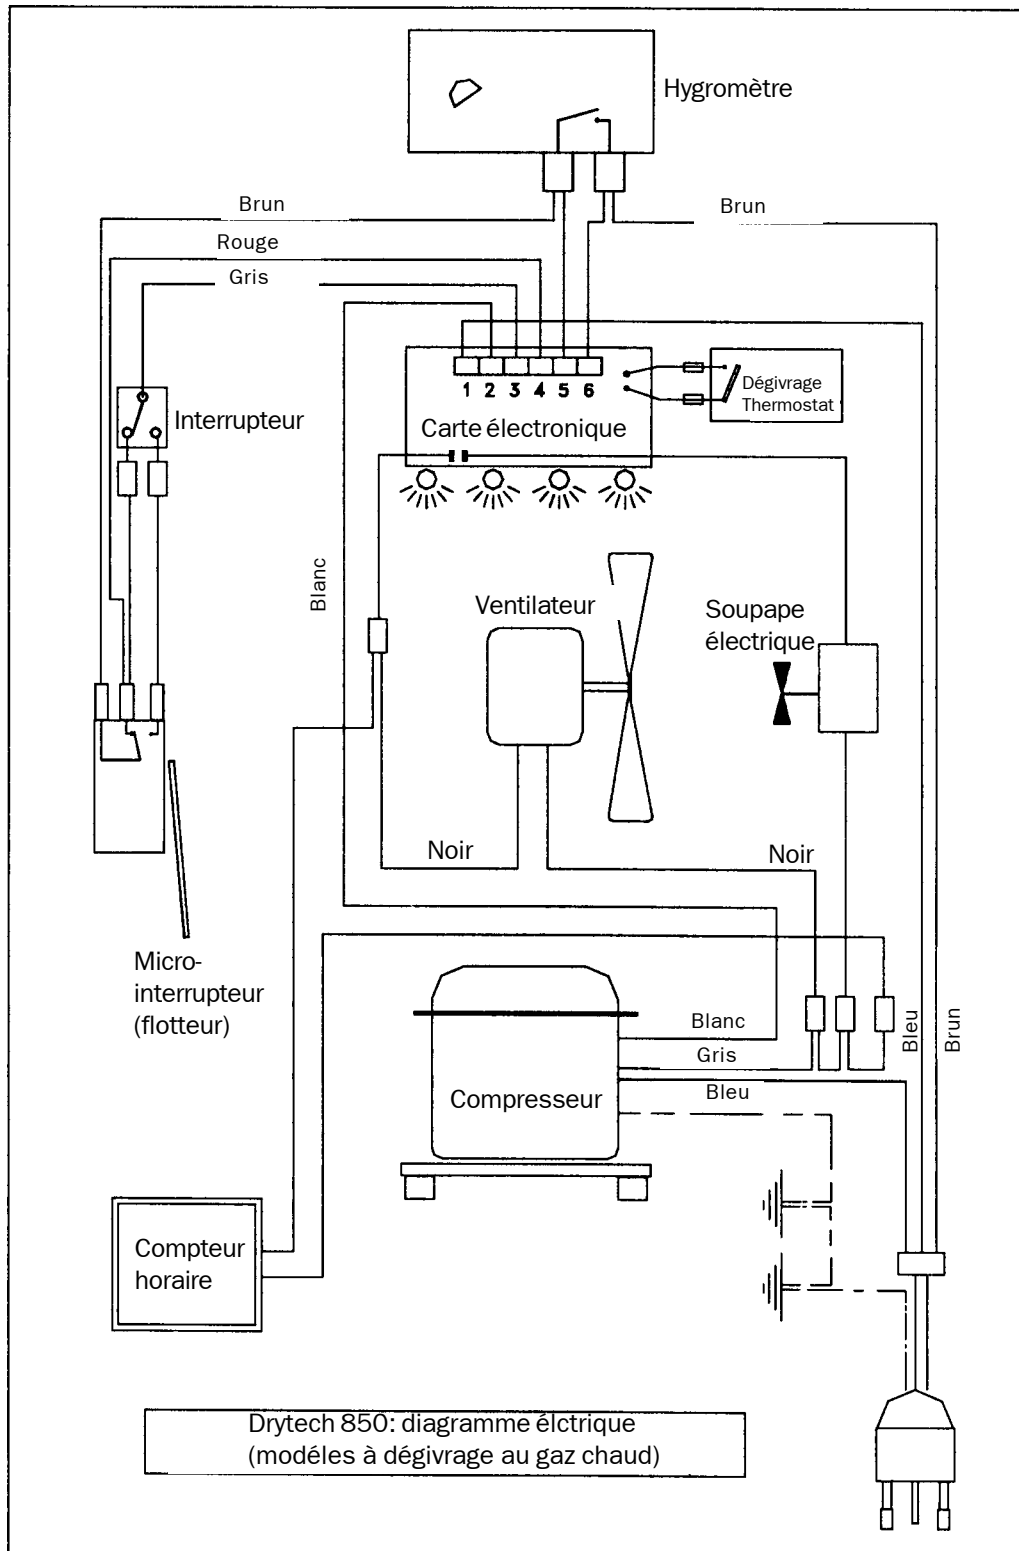 Hygromètre
Brun
Brun
Rouge
Gris
1 2 3 4 5 6
Dégivrage
Thermostat
Interrupteur
Carte électronique
Blanc
Ventilateur
Soupape
électrique
Noir
Noir
Micro-
interrupteur
(flotteur)
Blanc
Gris
Bleu
Bleu
Brun
Compresseur
Compteur
horaire
Drytech 850: diagramme élctrique
(modéles à dégivrage au gaz chaud)